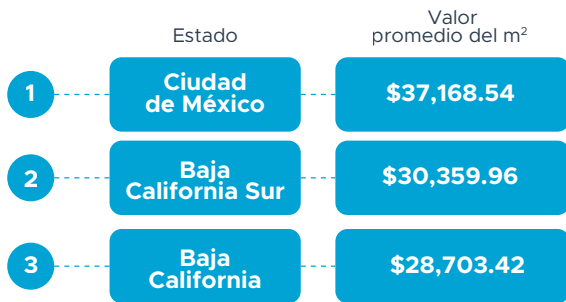 Estado
Valor
promedio del m²
1
Ciudad
de México
$37,168.54
2
Baja
California Sur
$30,359.96
3
Baja
California
$28,703.42